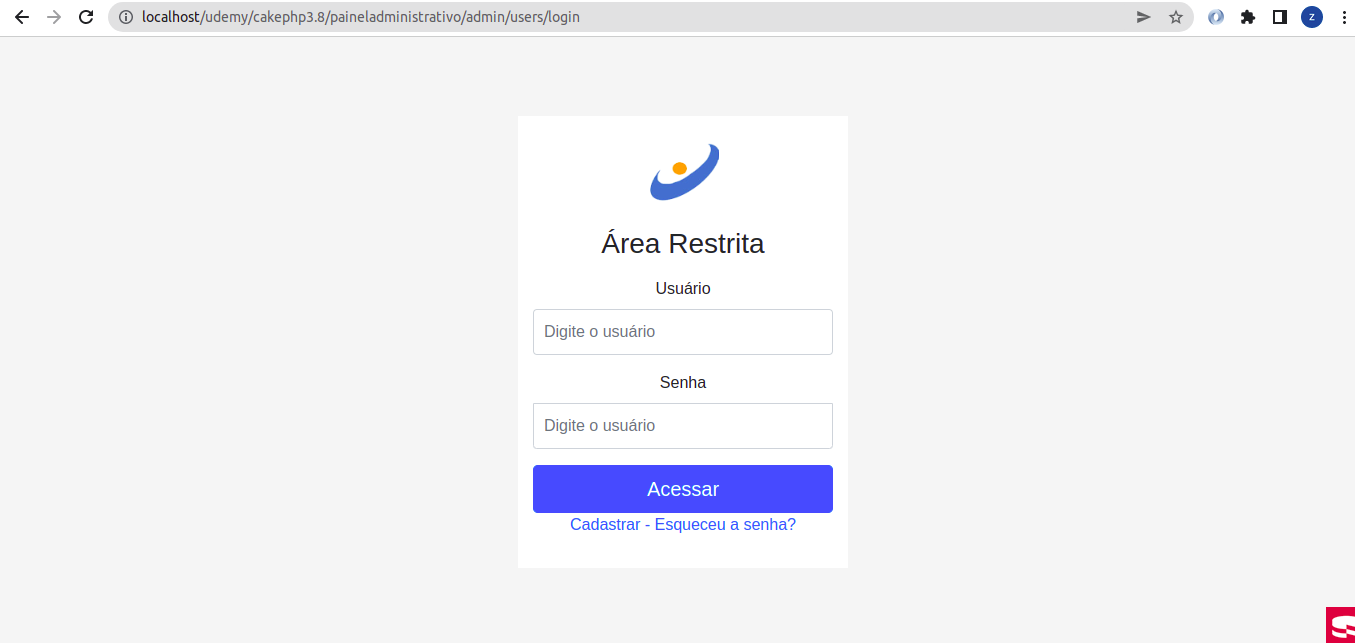 localhost/udemy/cakephp3.8/paineladministrativo/admin/users/login
z
Área Restrita
Usuário
Digite o usuário
Senha
Digite o usuário
Acessar
Cadastrar - Esqueceu a senha?